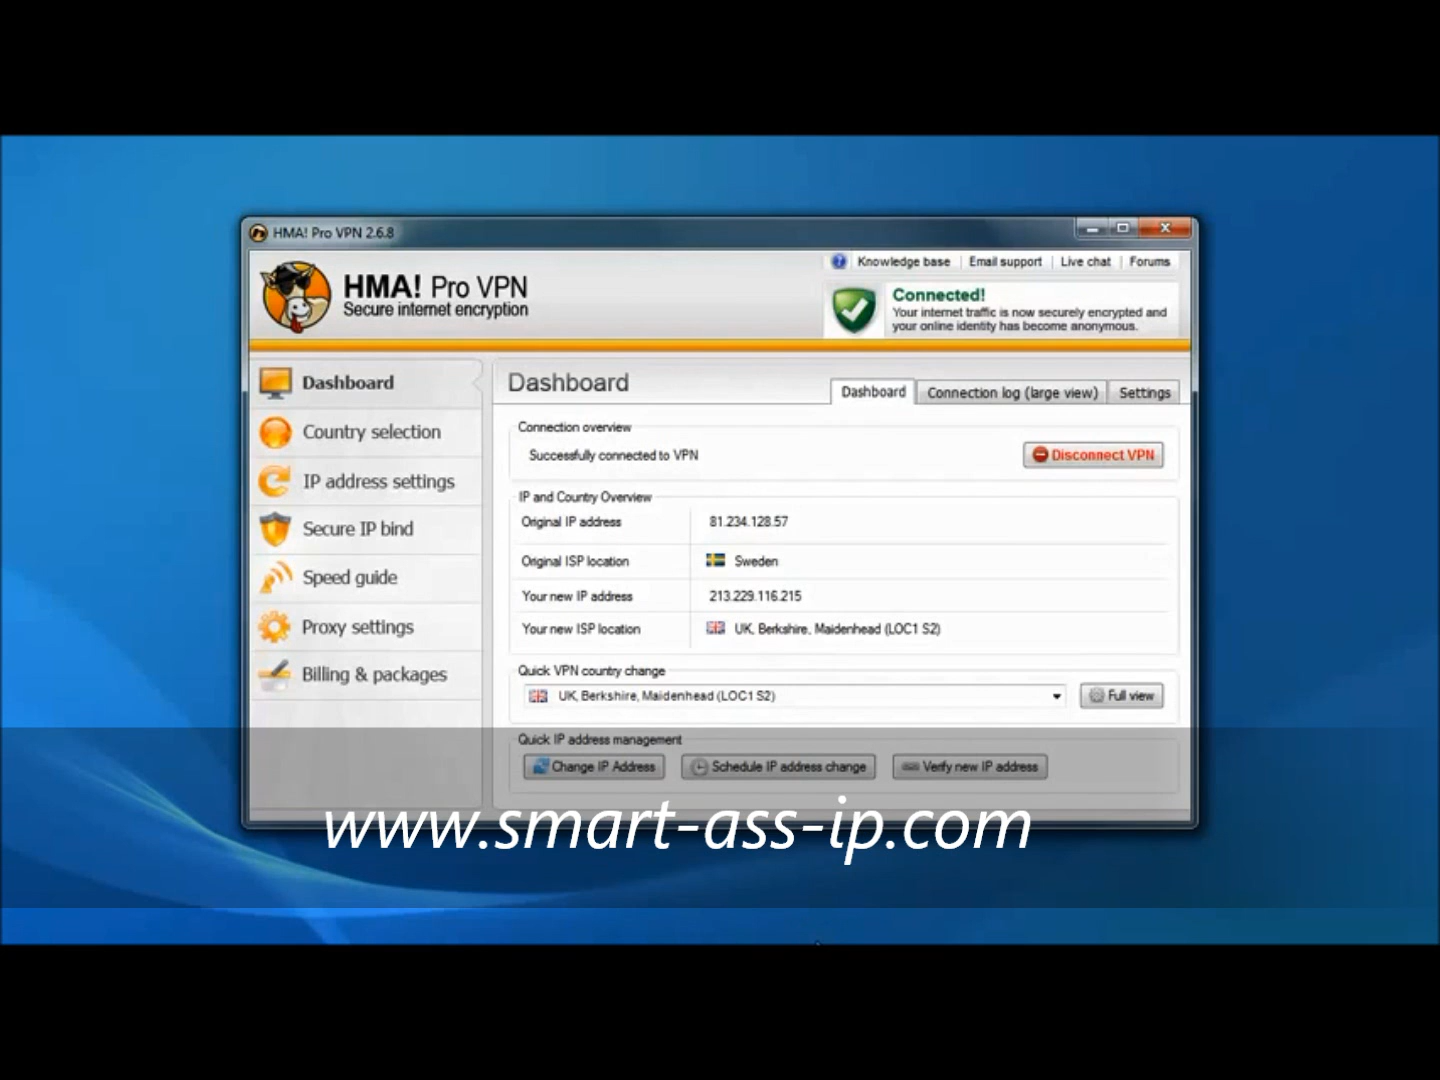 HMA! Pro VPN 2.6.8
Knowledge base Email support Live chat Forums
HMA! Pro VPN
Secure internet encryption
Connected!
Your internet traffic is now securely encrypted and
your online identity has become anonymous.
Dashboard
Country selection
IP address settings
Secure IP bind
Speed guide
Proxy settings
Billing & packages
Dashboard
Dashboard Connection log (large view) Settings
Connection overview
Successfully connected to VPN Disconnect VPN
IP and Country Overview
Original IP address 81.234.128.57
Original ISP location Sweden
Your new IP address 213.229.116.215
Your new ISP location UK, Berkshire, Maidenhead (LOC1 S2)
Quick VPN country change
UK, Berkshire, Maidenhead (LOC1 S2) Full view
Quick IP address management
Change IP Address Schedule IP address change Verify new IP address
www.smart-ass-ip.com